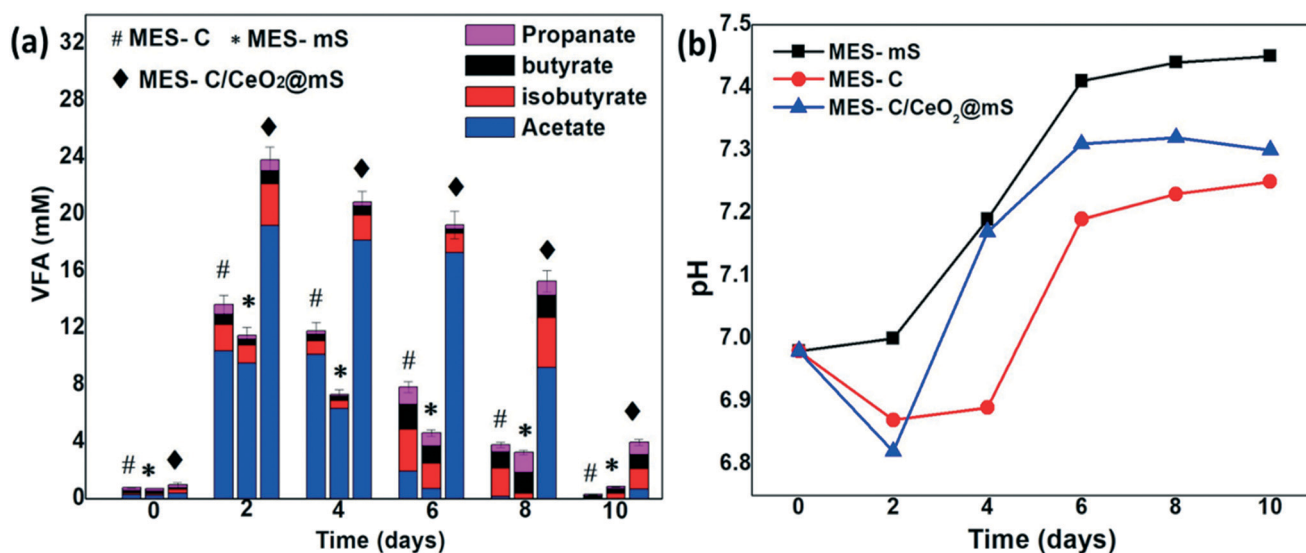 (a)
# MES- C * MES- mS
◆ MES- C/CeO₂@mS
Propanate
butyrate
isobutyrate
Acetate
VFA (mM)
32
28
24
20
16
12
8
4
0
# * ◆ # * ◆ # * ◆ # * ◆ # * ◆ # * ◆
0 2 4 6 8 10
Time (days)
(b)
MES- mS
MES- C
MES- C/CeO₂@mS
pH
7.5
7.4
7.3
7.2
7.1
7.0
6.9
6.8
0 2 4 6 8 10
Time (days)